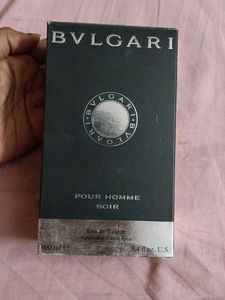 BVLGARI
BVLGARI·BVLGARI
POUR HOMME
SOIR
Eau de Toilette
100 ml ℮ 3.4 fl.oz. U.S.